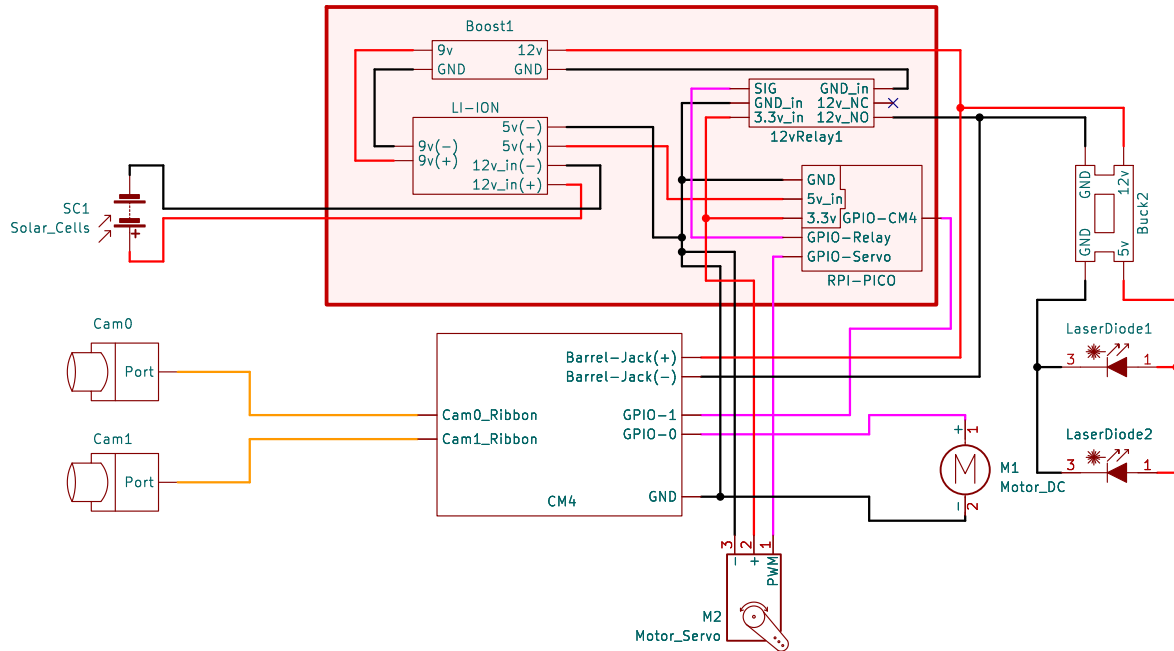 Boost1
9v 12v
GND GND
LI-ION
5v(-)
5v(+)
9v(-)
9v(+)
12v_in(-)
12v_in(+)
SIG GND_in
GND_in 12v_NC
3.3v_in 12v_NO
12vRelay1
GND
5v_in
3.3v GPIO-CM4
GPIO-Relay
GPIO-Servo
RPI-PICO
SC1
Solar_Cells
+
GND 12v
GND 5v
Buck2
Cam0
Port
Cam1
Port
Barrel-Jack(+)
Barrel-Jack(-)
Cam0_Ribbon GPIO-1
Cam1_Ribbon GPIO-0
GND
CM4
LaserDiode1
3 1
LaserDiode2
3 1
+ 1
M
- 2
M1
Motor_DC
3 2 1
- + PWM
M2
Motor_Servo